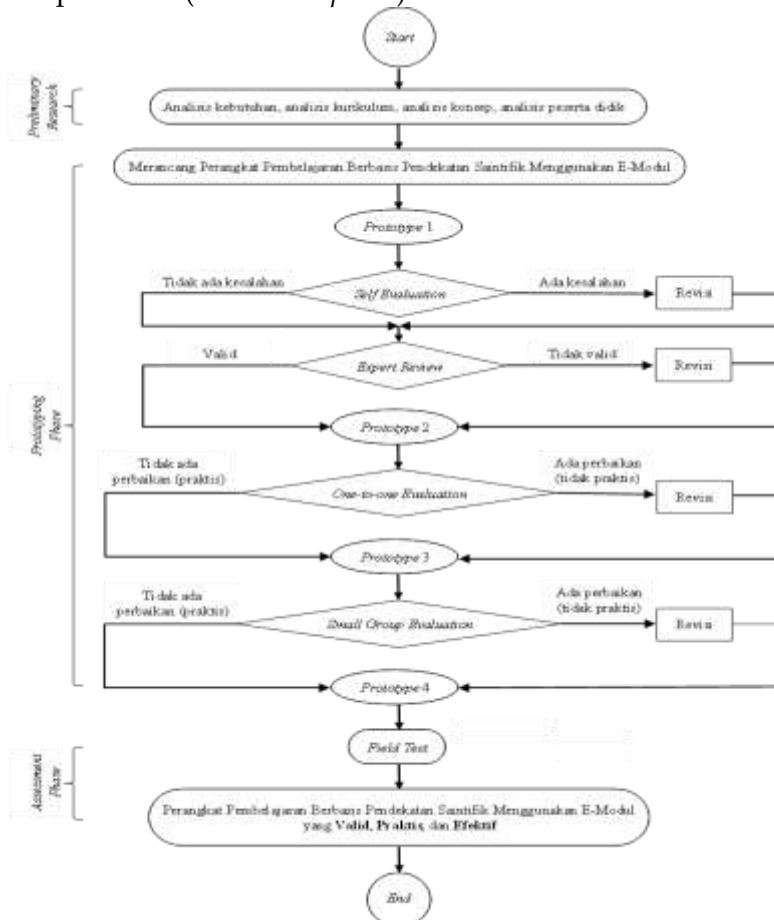 Start
Preliminary
Research
Analisis kebutuhan, analisis kurikulum, analisis konsep, analisis peserta didik
Merancang Perangkat Pembelajaran Berbasis Pendekatan Saintifik Menggunakan E-Modul
Prototyping
Phase
Prototype 1
Tidak ada kesalahan
Self Evaluation
Ada kesalahan
Revisi
Valid
Expert Review
Tidak valid
Revisi
Prototype 2
Tidak ada
perbaikan (praktis)
One-to-one Evaluation
Ada perbaikan
(tidak praktis)
Revisi
Prototype 3
Tidak ada
perbaikan (praktis)
Small Group Evaluation
Ada perbaikan
(tidak praktis)
Revisi
Prototype 4
Assessment
Phase
Field Test
Perangkat Pembelajaran Berbasis Pendekatan Saintifik Menggunakan E-Modul
yang Valid, Praktis, dan Efektif
End